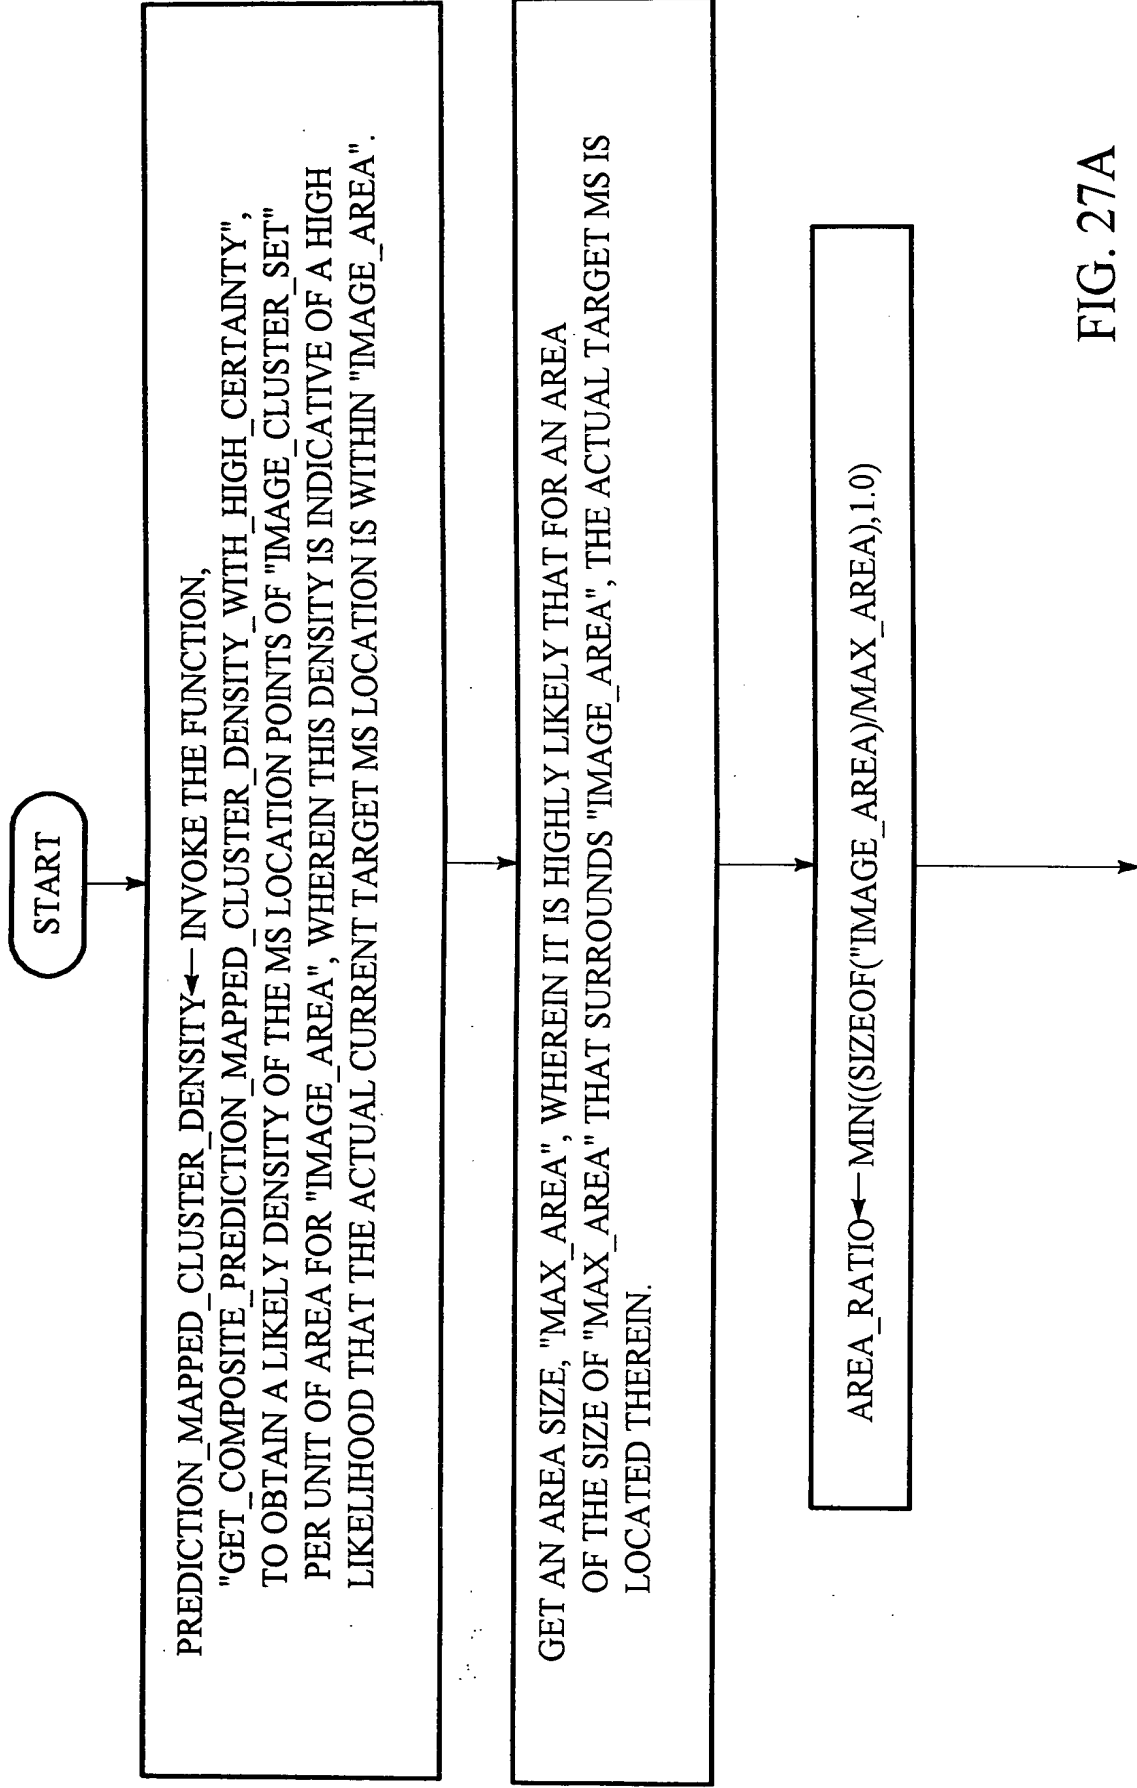 START
PREDICTION_MAPPED_CLUSTER_DENSITY ← INVOKE THE FUNCTION,
"GET_COMPOSITE_PREDICTION_MAPPED_CLUSTER_DENSITY_WITH_HIGH_CERTAINTY",
TO OBTAIN A LIKELY DENSITY OF THE MS LOCATION POINTS OF "IMAGE_CLUSTER_SET"
PER UNIT OF AREA FOR "IMAGE_AREA", WHEREIN THIS DENSITY IS INDICATIVE OF A HIGH
LIKELIHOOD THAT THE ACTUAL CURRENT TARGET MS LOCATION IS WITHIN "IMAGE_AREA".
GET AN AREA SIZE, "MAX_AREA", WHEREIN IT IS HIGHLY LIKELY THAT FOR AN AREA
OF THE SIZE OF "MAX_AREA" THAT SURROUNDS "IMAGE_AREA", THE ACTUAL TARGET MS IS
LOCATED THEREIN.
AREA_RATIO ← MIN((SIZEOF("IMAGE_AREA)/MAX_AREA),1.0)
FIG. 27A